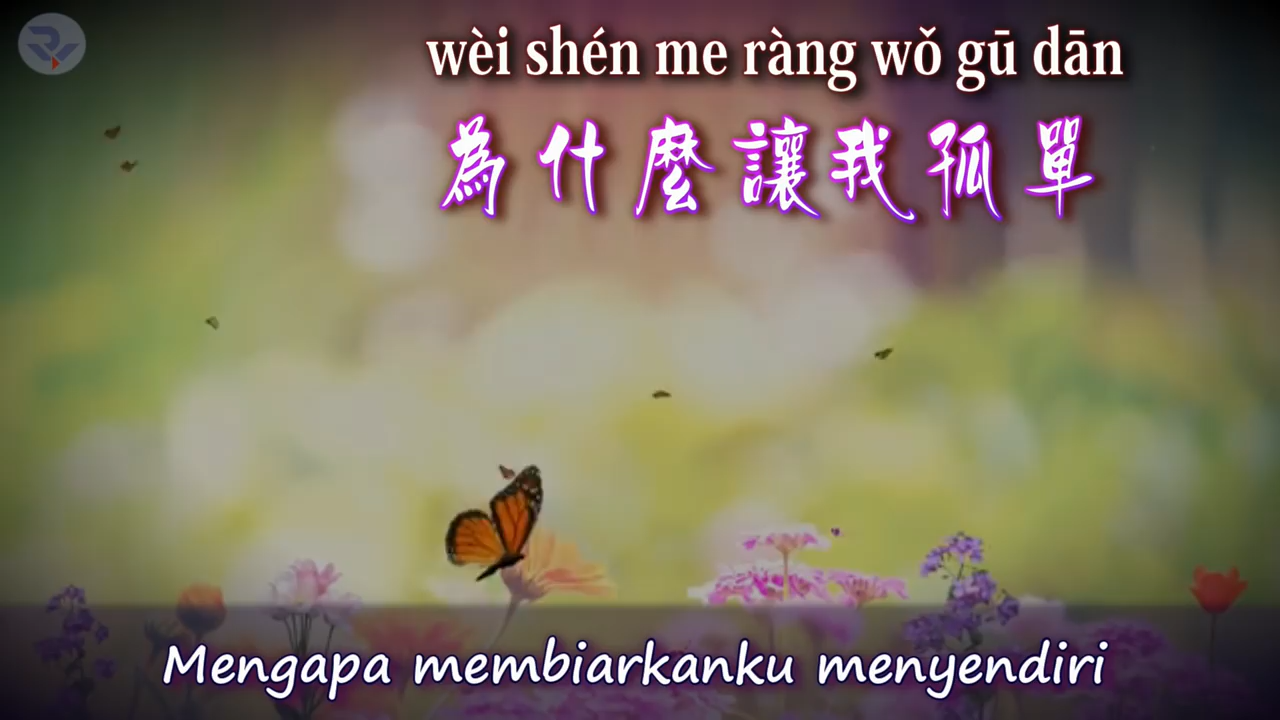 wèi shén me ràng wǒ gū dān
為什麼讓我孤單
Mengapa membiarkanku menyendiri